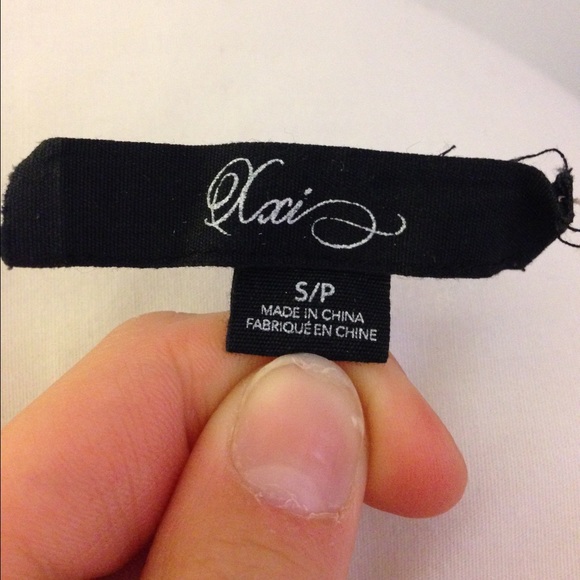 Xxi
S/P
MADE IN CHINA
FABRIQUÉ EN CHINE